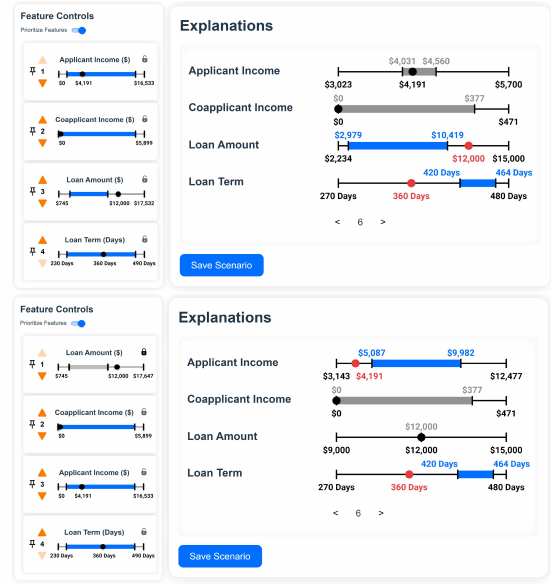 Feature Controls
Prioritize Features
Applicant Income ($)
1
$0 $4,191 $16,533
Coapplicant Income ($)
2
$0 $5,899
Loan Amount ($)
3
$745 $12,000 $17,532
Loan Term (Days)
4
230 Days 360 Days 490 Days
Explanations
$4,031 $4,560
Applicant Income
$3,023 $4,191 $5,700
$0 $377
Coapplicant Income
$0 $471
$2,979 $10,419
Loan Amount
$2,234 $12,000 $15,000
420 Days 464 Days
Loan Term
270 Days 360 Days 480 Days
< 6 >
Save Scenario
Feature Controls
Prioritize Features
Loan Amount ($)
1
$745 $12,000 $17,647
Coapplicant Income ($)
2
$0 $5,899
Applicant Income ($)
3
$0 $4,191 $16,533
Loan Term (Days)
4
230 Days 360 Days 490 Days
Explanations
$5,087 $9,982
Applicant Income
$3,143 $4,191 $12,477
$0 $377
Coapplicant Income
$0 $471
$12,000
Loan Amount
$9,000 $12,000 $15,000
420 Days 464 Days
Loan Term
270 Days 360 Days 480 Days
< 6 >
Save Scenario